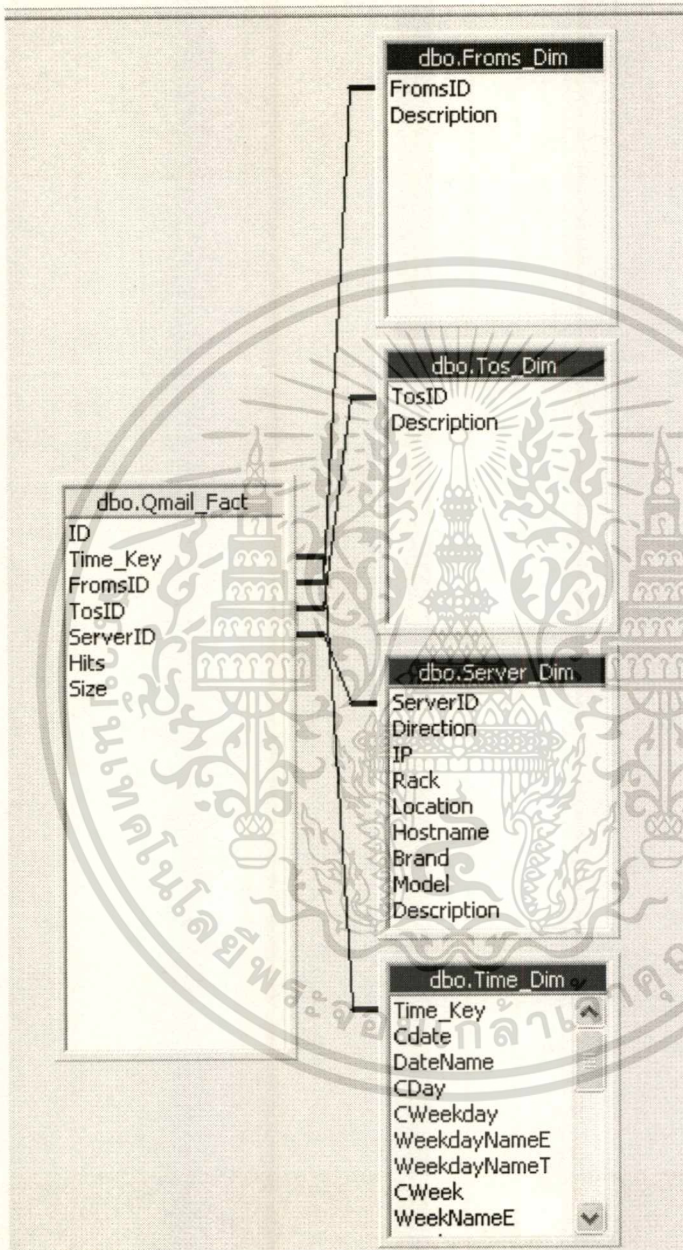 dbo.Froms_Dim
FromsID
Description
dbo.Tos_Dim
TosID
Description
dbo.Qmail_Fact
ID
Time_Key
FromsID
TosID
ServerID
Hits
Size
dbo.Server_Dim
ServerID
Direction
IP
Rack
Location
Hostname
Brand
Model
Description
dbo.Time_Dim
Time_Key
Cdate
DateName
CDay
CWeekday
WeekdayNameE
WeekdayNameT
CWeek
WeekNameE